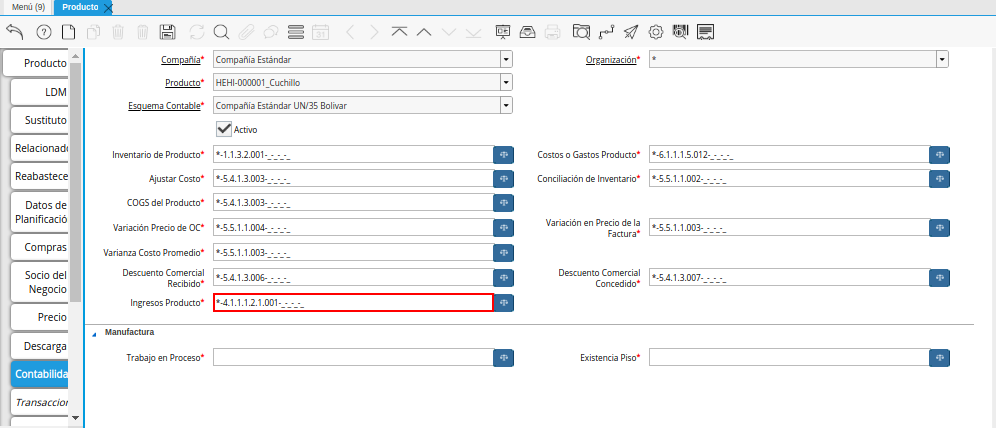 Menú (9)
Producto
Producto
LDM
Sustituto
Relacionado
Reabastece
Datos de
Planificació
Compras
Socio del
Negocio
Precio
Descarga
Contabilida
Transaccion
Compañía* Compañía Estándar
Organización* *
Producto* HEHI-000001_Cuchillo
Esquema Contable* Compañía Estándar UN/35 Bolivar
Activo
Inventario de Producto* *-1.1.3.2.001-_-_-_-_
Costos o Gastos Producto* *-6.1.1.1.5.012-_-_-_-_
Ajustar Costo* *-5.4.1.3.003-_-_-_-_
Conciliación de Inventario* *-5.5.1.1.002-_-_-_-_
COGS del Producto* *-5.4.1.3.003-_-_-_-_
Variación Precio de OC* *-5.5.1.1.004-_-_-_-_
Variación en Precio de la
Factura* *-5.5.1.1.003-_-_-_-_
Varianza Costo Promedio* *-5.5.1.1.003-_-_-_-_
Descuento Comercial
Recibido* *-5.4.1.3.006-_-_-_-_
Descuento Comercial
Concedido* *-5.4.1.3.007-_-_-_-_
Ingresos Producto* *-4.1.1.1.2.1.001-_-_-_-_
Manufactura
Trabajo en Proceso*
Existencia Piso*